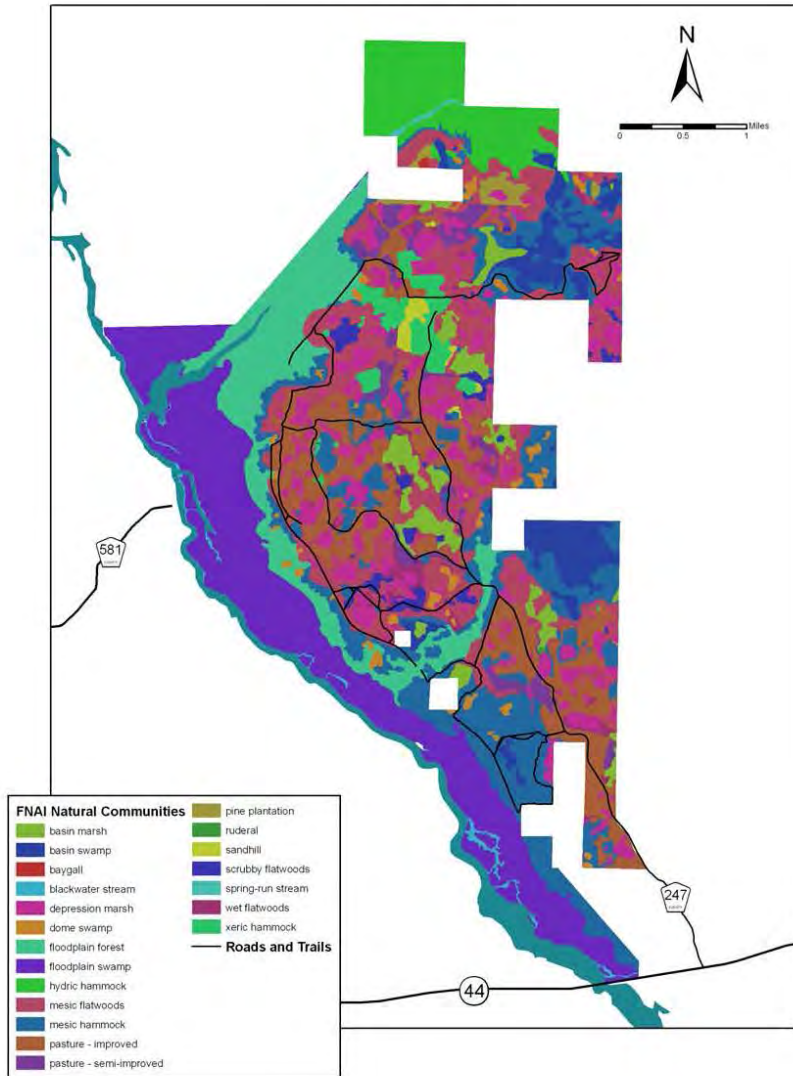 N
Miles
0
0.5
1
581
247
44
FNAI Natural Communities
basin marsh
basin swamp
baygall
blackwater stream
depression marsh
dome swamp
floodplain forest
floodplain swamp
hydric hammock
mesic flatwoods
mesic hammock
pasture - improved
pasture - semi-improved
pine plantation
ruderal
sandhill
scrubby flatwoods
spring-run stream
wet flatwoods
xeric hammock
Roads and Trails